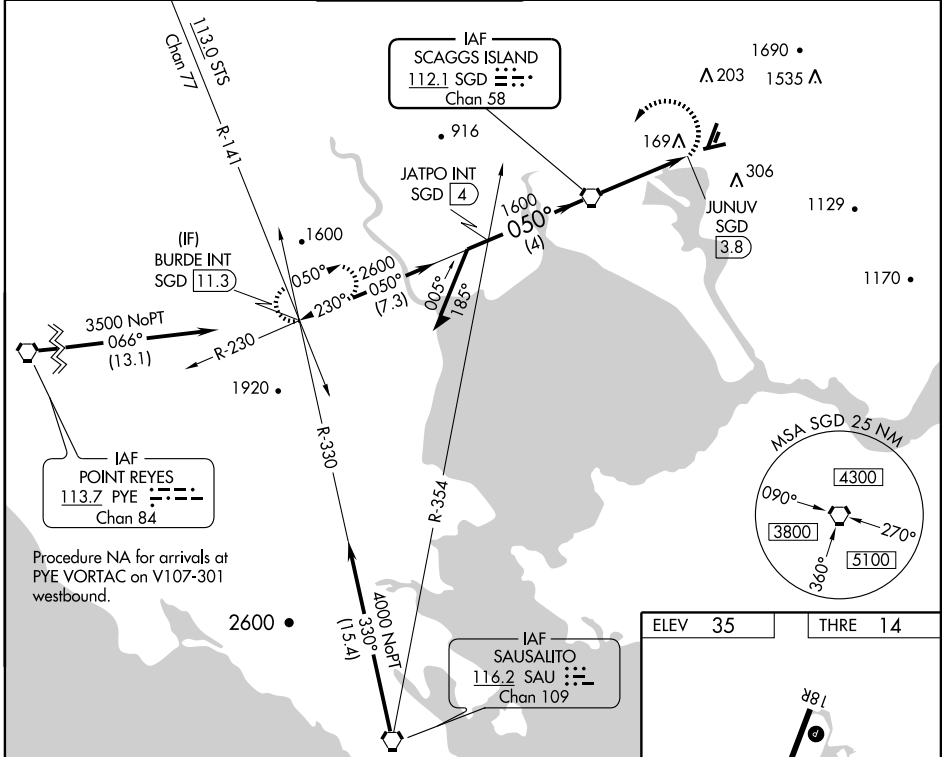 113.0 STS
Chan 77
R-141
IAF
SCAGGS ISLAND
112.1 SGD
Chan 58
1690
203
1535
916
169
306
JATPO INT
SGD 4
JUNUV
SGD
3.8
1129
1170
1600
050°
(4)
(IF)
BURDE INT
SGD 11.3
1600
050°
2600
230°
050°
(7.3)
005°
185°
3500 NoPT
066°
(13.1)
R-230
1920
R-330
R-354
IAF
POINT REYES
113.7 PYE
Chan 84
Procedure NA for arrivals at
PYE VORTAC on V107-301
westbound.
MSA SGD 25 NM
4300
090°
270°
3800
5100
360°
2600
4000 NoPT
330°
(15.4)
IAF
SAUSALITO
116.2 SAU
Chan 109
ELEV 35
THRE 14
18R
P